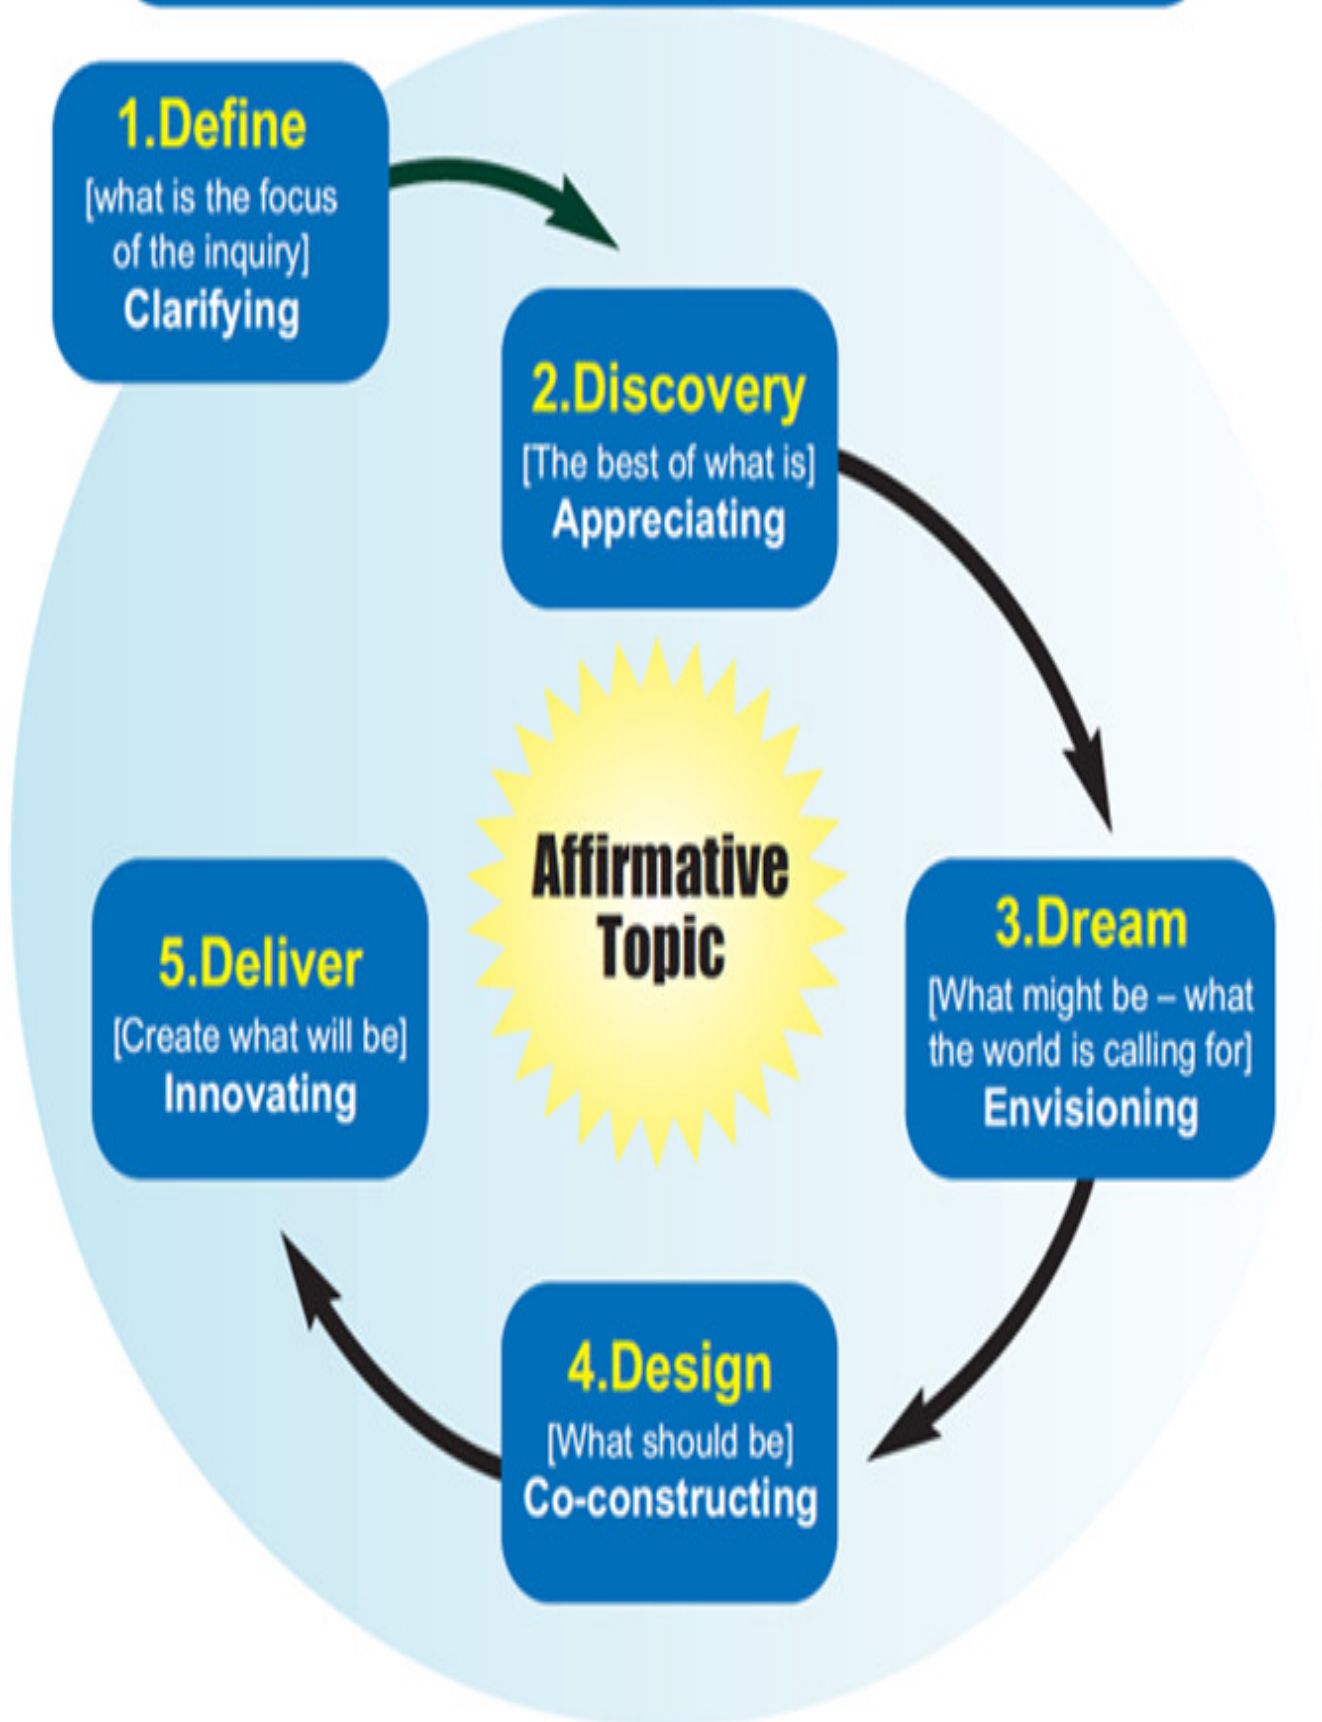 1.Define
[what is the focus
of the inquiry]
Clarifying
2.Discovery
[The best of what is]
Appreciating
Affirmative
Topic
3.Dream
[What might be – what
the world is calling for]
Envisioning
4.Design
[What should be]
Co-constructing
5.Deliver
[Create what will be]
Innovating